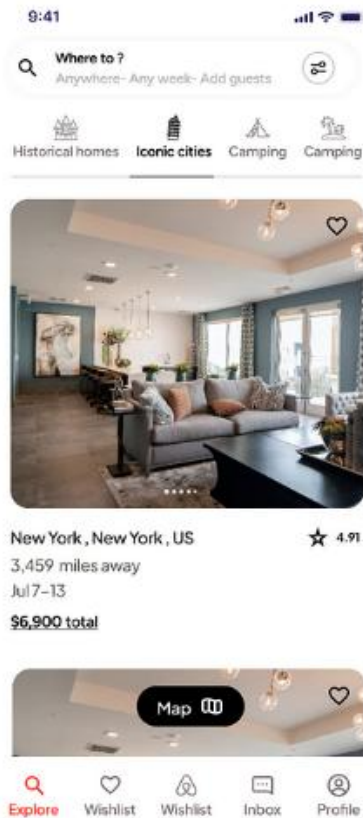 9:41
Where to ?
Anywhere- Any week- Add guests
Historical homes Iconic cities Camping Camping
New York , New York , US 4.91
3,459 miles away
Jul 7-13
$6,900 total
Map
Explore Wishlist Wishlist Inbox Profile